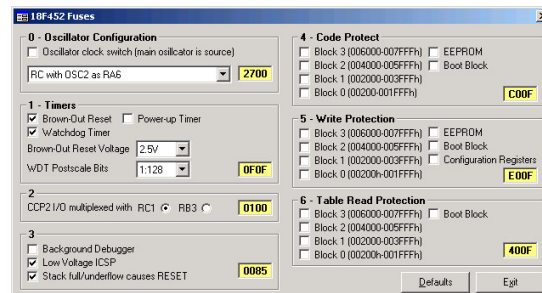 18F452 Fuses
0 - Oscillator Configuration
Oscillator clock switch (main osillcator is source)
RC with OSC2 as RA6
2700
1 - Timers
Brown-Out Reset Power-up Timer
Watchdog Timer
Brown-Out Reset Voltage 2.5V
WDT Postscale Bits 1:128
0F0F
2
CCP2 I/O multiplexed with RC1 RB3
0100
3
Background Debugger
Low Voltage ICSP
Stack full/underflow causes RESET
0085
4 - Code Protect
Block 3 (006000-007FFFh) EEPROM
Block 2 (004000-005FFFh) Boot Block
Block 1 (002000-003FFFh)
Block 0 (00200-001FFFh)
C00F
5 - Write Protection
Block 3 (006000-007FFFh) EEPROM
Block 2 (004000-005FFFh) Boot Block
Block 1 (002000-003FFFh) Configuration Registers
Block 0 (00200h-001FFFh)
E00F
6 - Table Read Protection
Block 3 (006000-007FFFh) Boot Block
Block 2 (004000-005FFFh)
Block 1 (002000-003FFFh)
Block 0 (00200h-001FFFh)
400F
Defaults
Exit